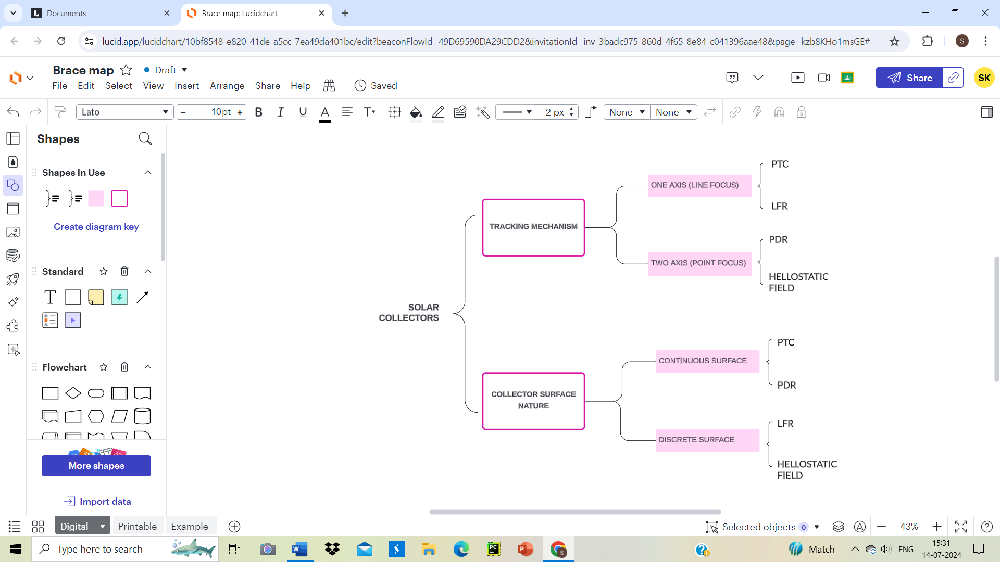 Documents
Brace map: Lucidchart
lucid.app/lucidchart/10bf8548-e820-41de-a5cc-7ea49da401bc/edit?beaconFlowId=49D69590DA29CDD2&invitationId=inv_3badc975-860d-4f65-8e84-c041396aae48&page=kzb8KHo1msGE#
S
Brace map
Draft
File Edit Select View Insert Arrange Share Help
Saved
Share
SK
Lato
- 10 pt +
B I U A T
2 px
None None
Shapes
Shapes In Use
Create diagram key
Standard
T
Flowchart
More shapes
Import data
SOLAR
COLLECTORS
TRACKING MECHANISM
ONE AXIS (LINE FOCUS)
PTC
LFR
TWO AXIS (POINT FOCUS)
PDR
HELLOSTATIC
FIELD
COLLECTOR SURFACE
NATURE
CONTINUOUS SURFACE
PTC
PDR
DISCRETE SURFACE
LFR
HELLOSTATIC
FIELD
Digital Printable Example
Selected objects 0
43%
Type here to search
Match
ENG
15:31
14-07-2024